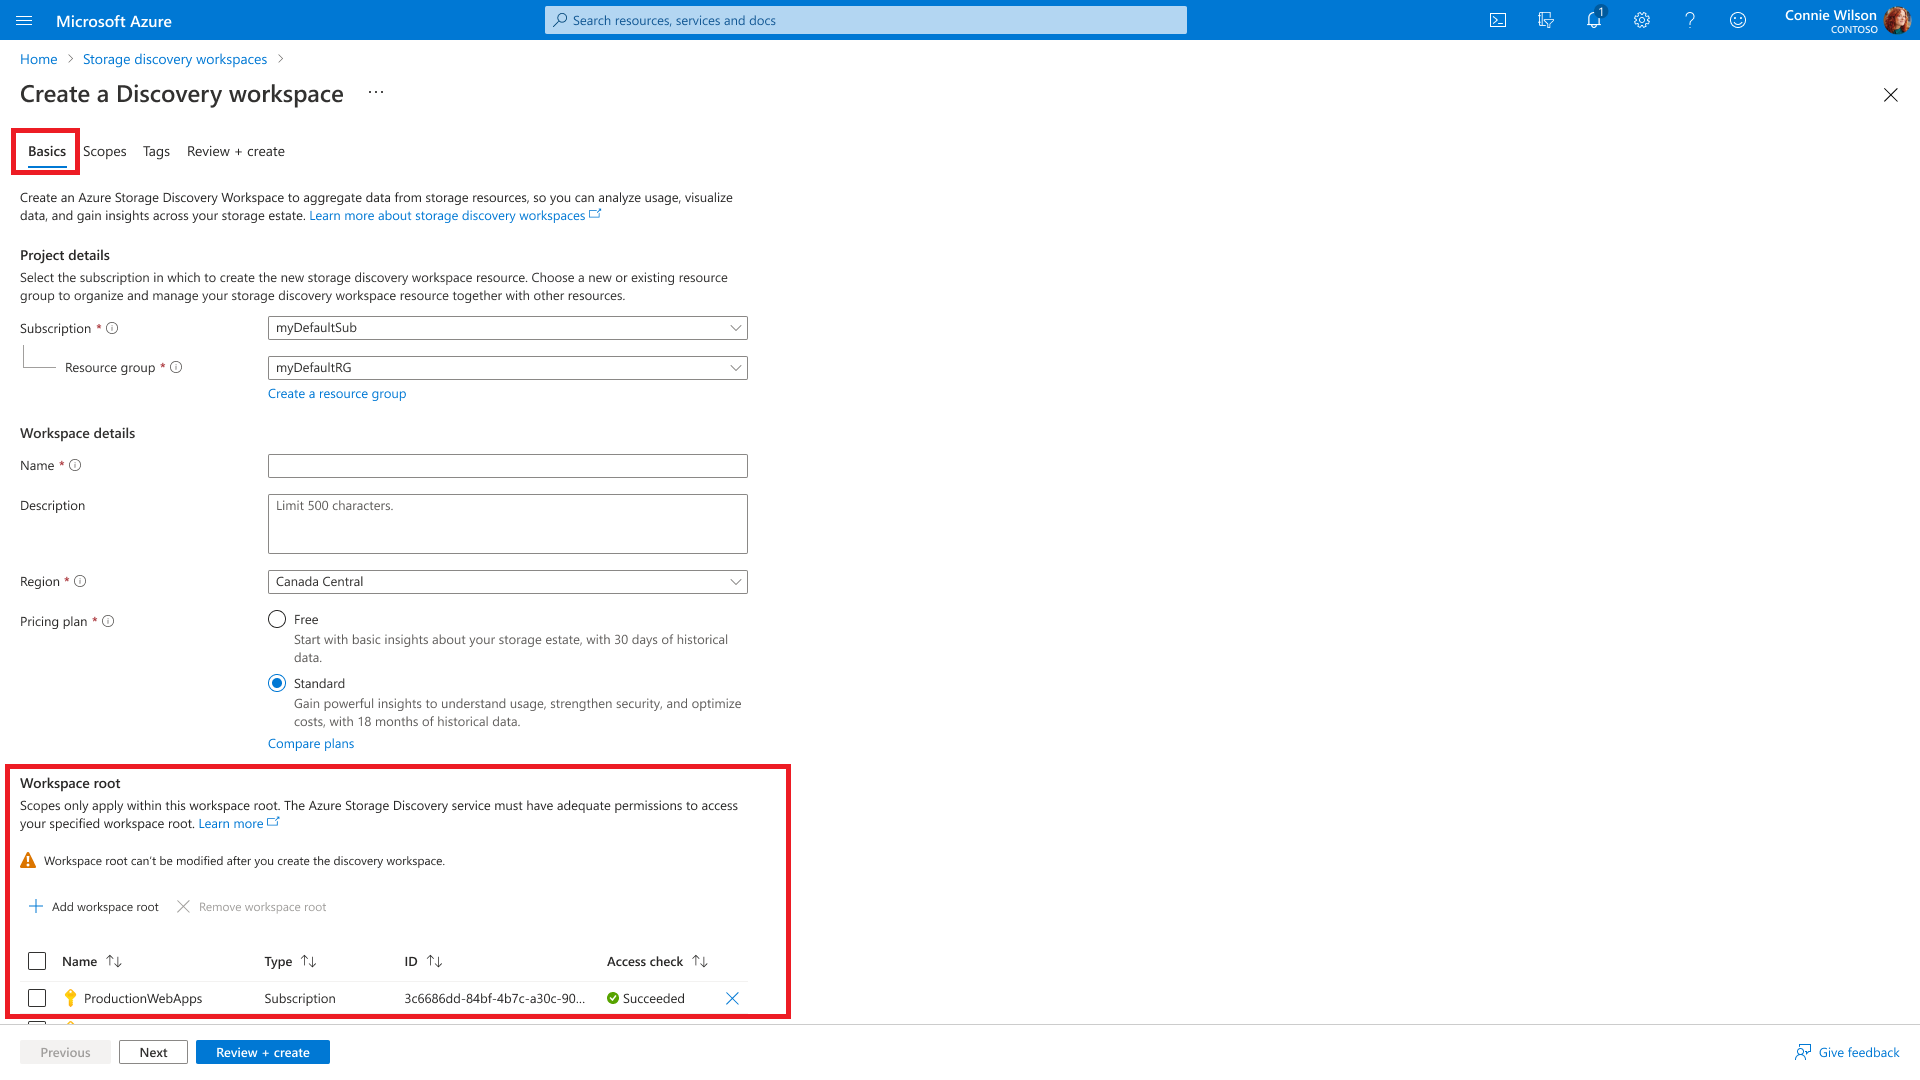 Microsoft Azure
Search resources, services and docs
1
Connie Wilson
CONTOSO
Home
Storage discovery workspaces
Create a Discovery workspace
...
Basics
Scopes
Tags
Review + create
Create an Azure Storage Discovery Workspace to aggregate data from storage resources, so you can analyze usage, visualize
data, and gain insights across your storage estate. Learn more about storage discovery workspaces
Project details
Select the subscription in which to create the new storage discovery workspace resource. Choose a new or existing resource
group to organize and manage your storage discovery workspace resource together with other resources.
Subscription *
myDefaultSub
Resource group *
myDefaultRG
Create a resource group
Workspace details
Name *
Description
Limit 500 characters.
Region *
Canada Central
Pricing plan *
Free
Start with basic insights about your storage estate, with 30 days of historical
data.
Standard
Gain powerful insights to understand usage, strengthen security, and optimize
costs, with 18 months of historical data.
Compare plans
Workspace root
Scopes only apply within this workspace root. The Azure Storage Discovery service must have adequate permissions to access
your specified workspace root. Learn more
Workspace root can't be modified after you create the discovery workspace.
Add workspace root
Remove workspace root
Name
Type
ID
Access check
ProductionWebApps
Subscription
3c6686dd-84bf-4b7c-a30c-90...
Succeeded
Previous
Next
Review + create
Give feedback